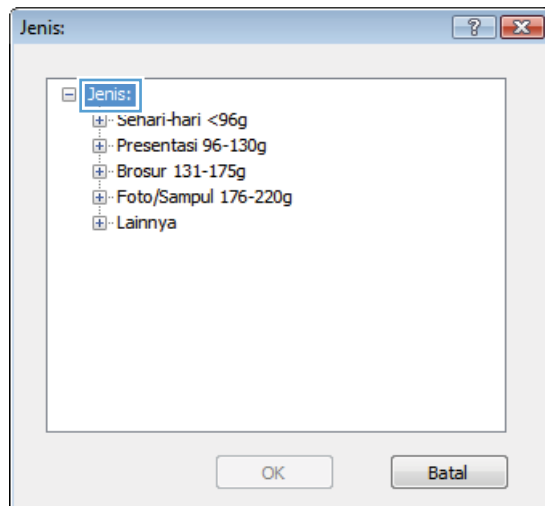 Jenis:
Jenis:
Sehari-hari <96g
Presentasi 96-130g
Brosur 131-175g
Foto/Sampul 176-220g
Lainnya
OK Batal